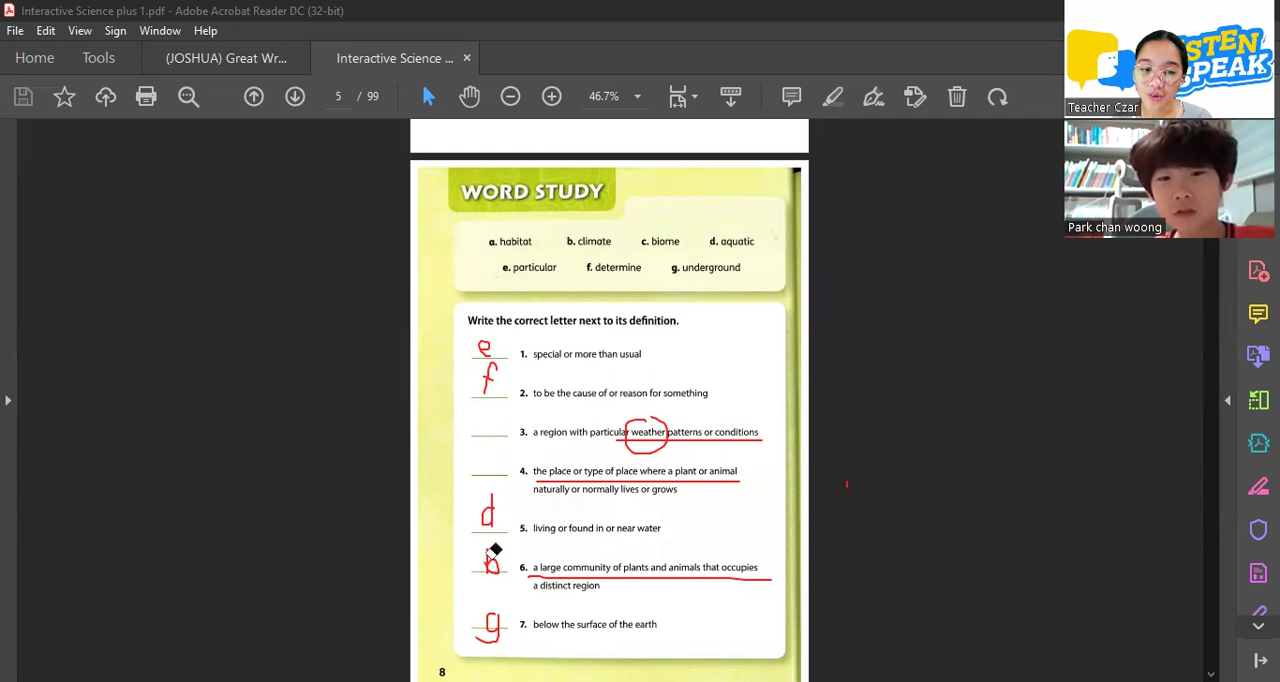 Interactive Science plus 1.pdf - Adobe Acrobat Reader DC (32-bit)
File Edit View Sign Window Help
Home Tools (JOSHUA) Great Wr... Interactive Science ... ×
5 / 99 46.7%
STEN
SPEAK
Teacher Czar
Park chan woong
WORD STUDY
a. habitat b. climate c. biome d. aquatic
e. particular f. determine g. underground
Write the correct letter next to its definition.
e 1. special or more than usual
f 2. to be the cause of or reason for something
3. a region with particular weather patterns or conditions
4. the place or type of place where a plant or animal
naturally or normally lives or grows
d 5. living or found in or near water
b 6. a large community of plants and animals that occupies
a distinct region
g 7. below the surface of the earth
8